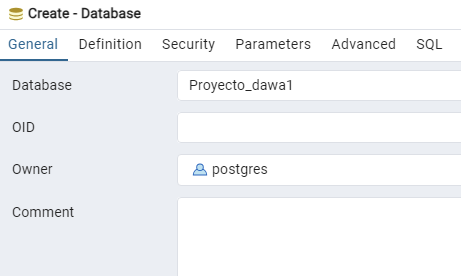 Create - Database
General Definition Security Parameters Advanced SQL
Database Proyecto_dawa1
OID
Owner postgres
Comment